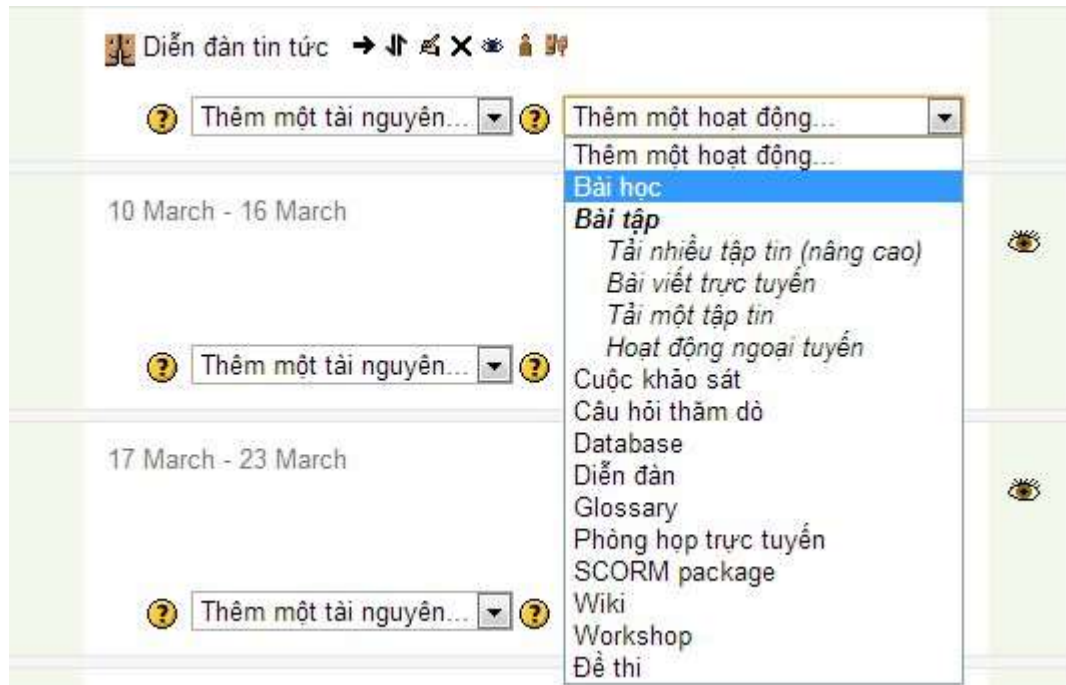 Diễn đàn tin tức
Thêm một tài nguyên... Thêm một hoạt động...
Thêm một hoạt động...
Bài học
10 March - 16 March
Bài tập
Tải nhiều tập tin (nâng cao)
Bài viết trực tuyến
Tải một tập tin
Hoạt động ngoại tuyến
Thêm một tài nguyên...
Cuộc khảo sát
Câu hỏi thăm dò
Database
17 March - 23 March
Diễn đàn
Glossary
Phòng họp trực tuyến
SCORM package
Thêm một tài nguyên...
Wiki
Workshop
Đề thi